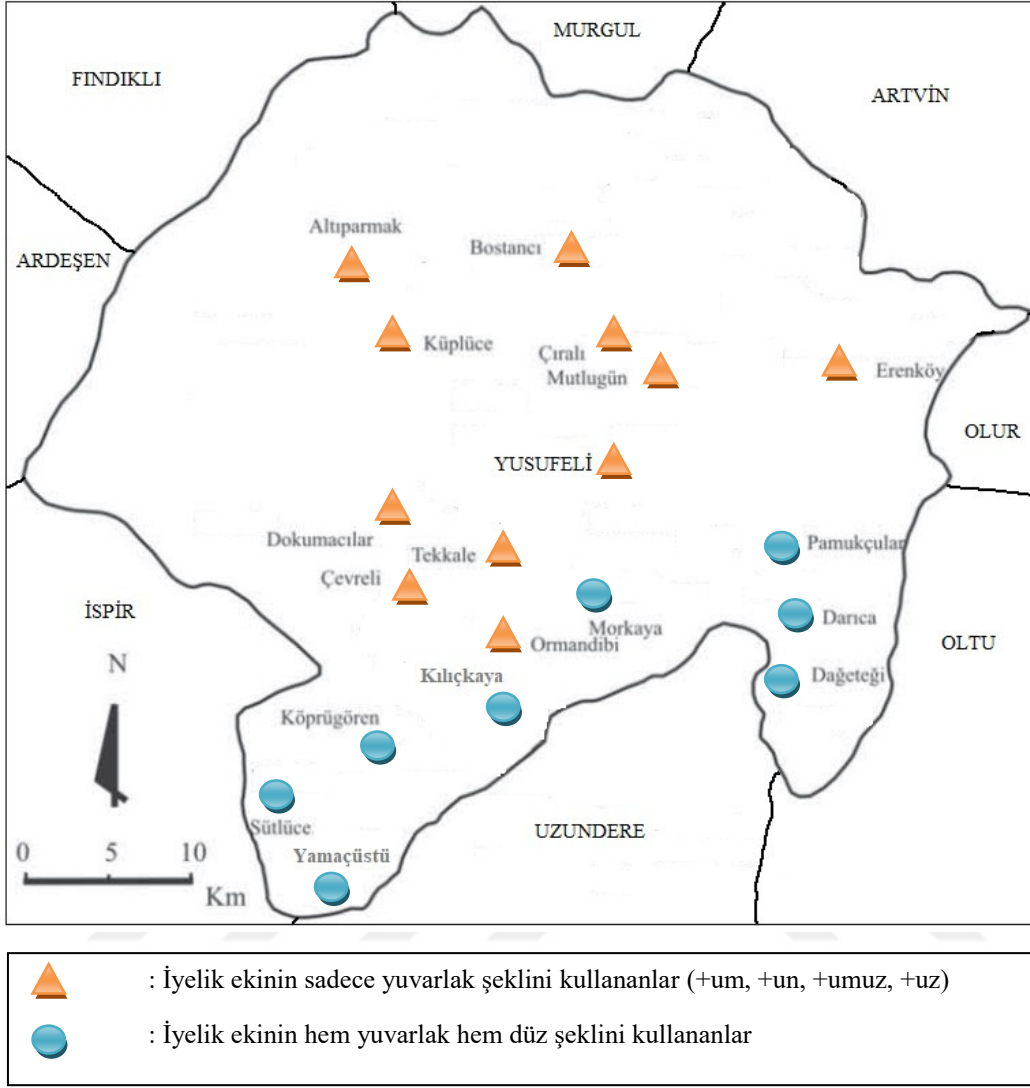 MURGUL
FINDIKLI
ARTVİN
Altıparmak
Bostancı
ARDEŞEN
Küplüce
Çıralı
Mutlugün
Erenköy
OLUR
YUSUFELİ
Dokumacılar
Tekkale
Pamukçular
Çevreli
İSPİR
Morkaya
Darıca
Ormandibi
OLTU
N
Kılıçkaya
Dağeteği
Köprügören
Sütlüce
UZUNDERE
Yamaçüstü
0 5 10
Km
: İyelik ekinin sadece yuvarlak şeklini kullananlar (+um, +un, +umuz, +uz)
: İyelik ekinin hem yuvarlak hem düz şeklini kullananlar